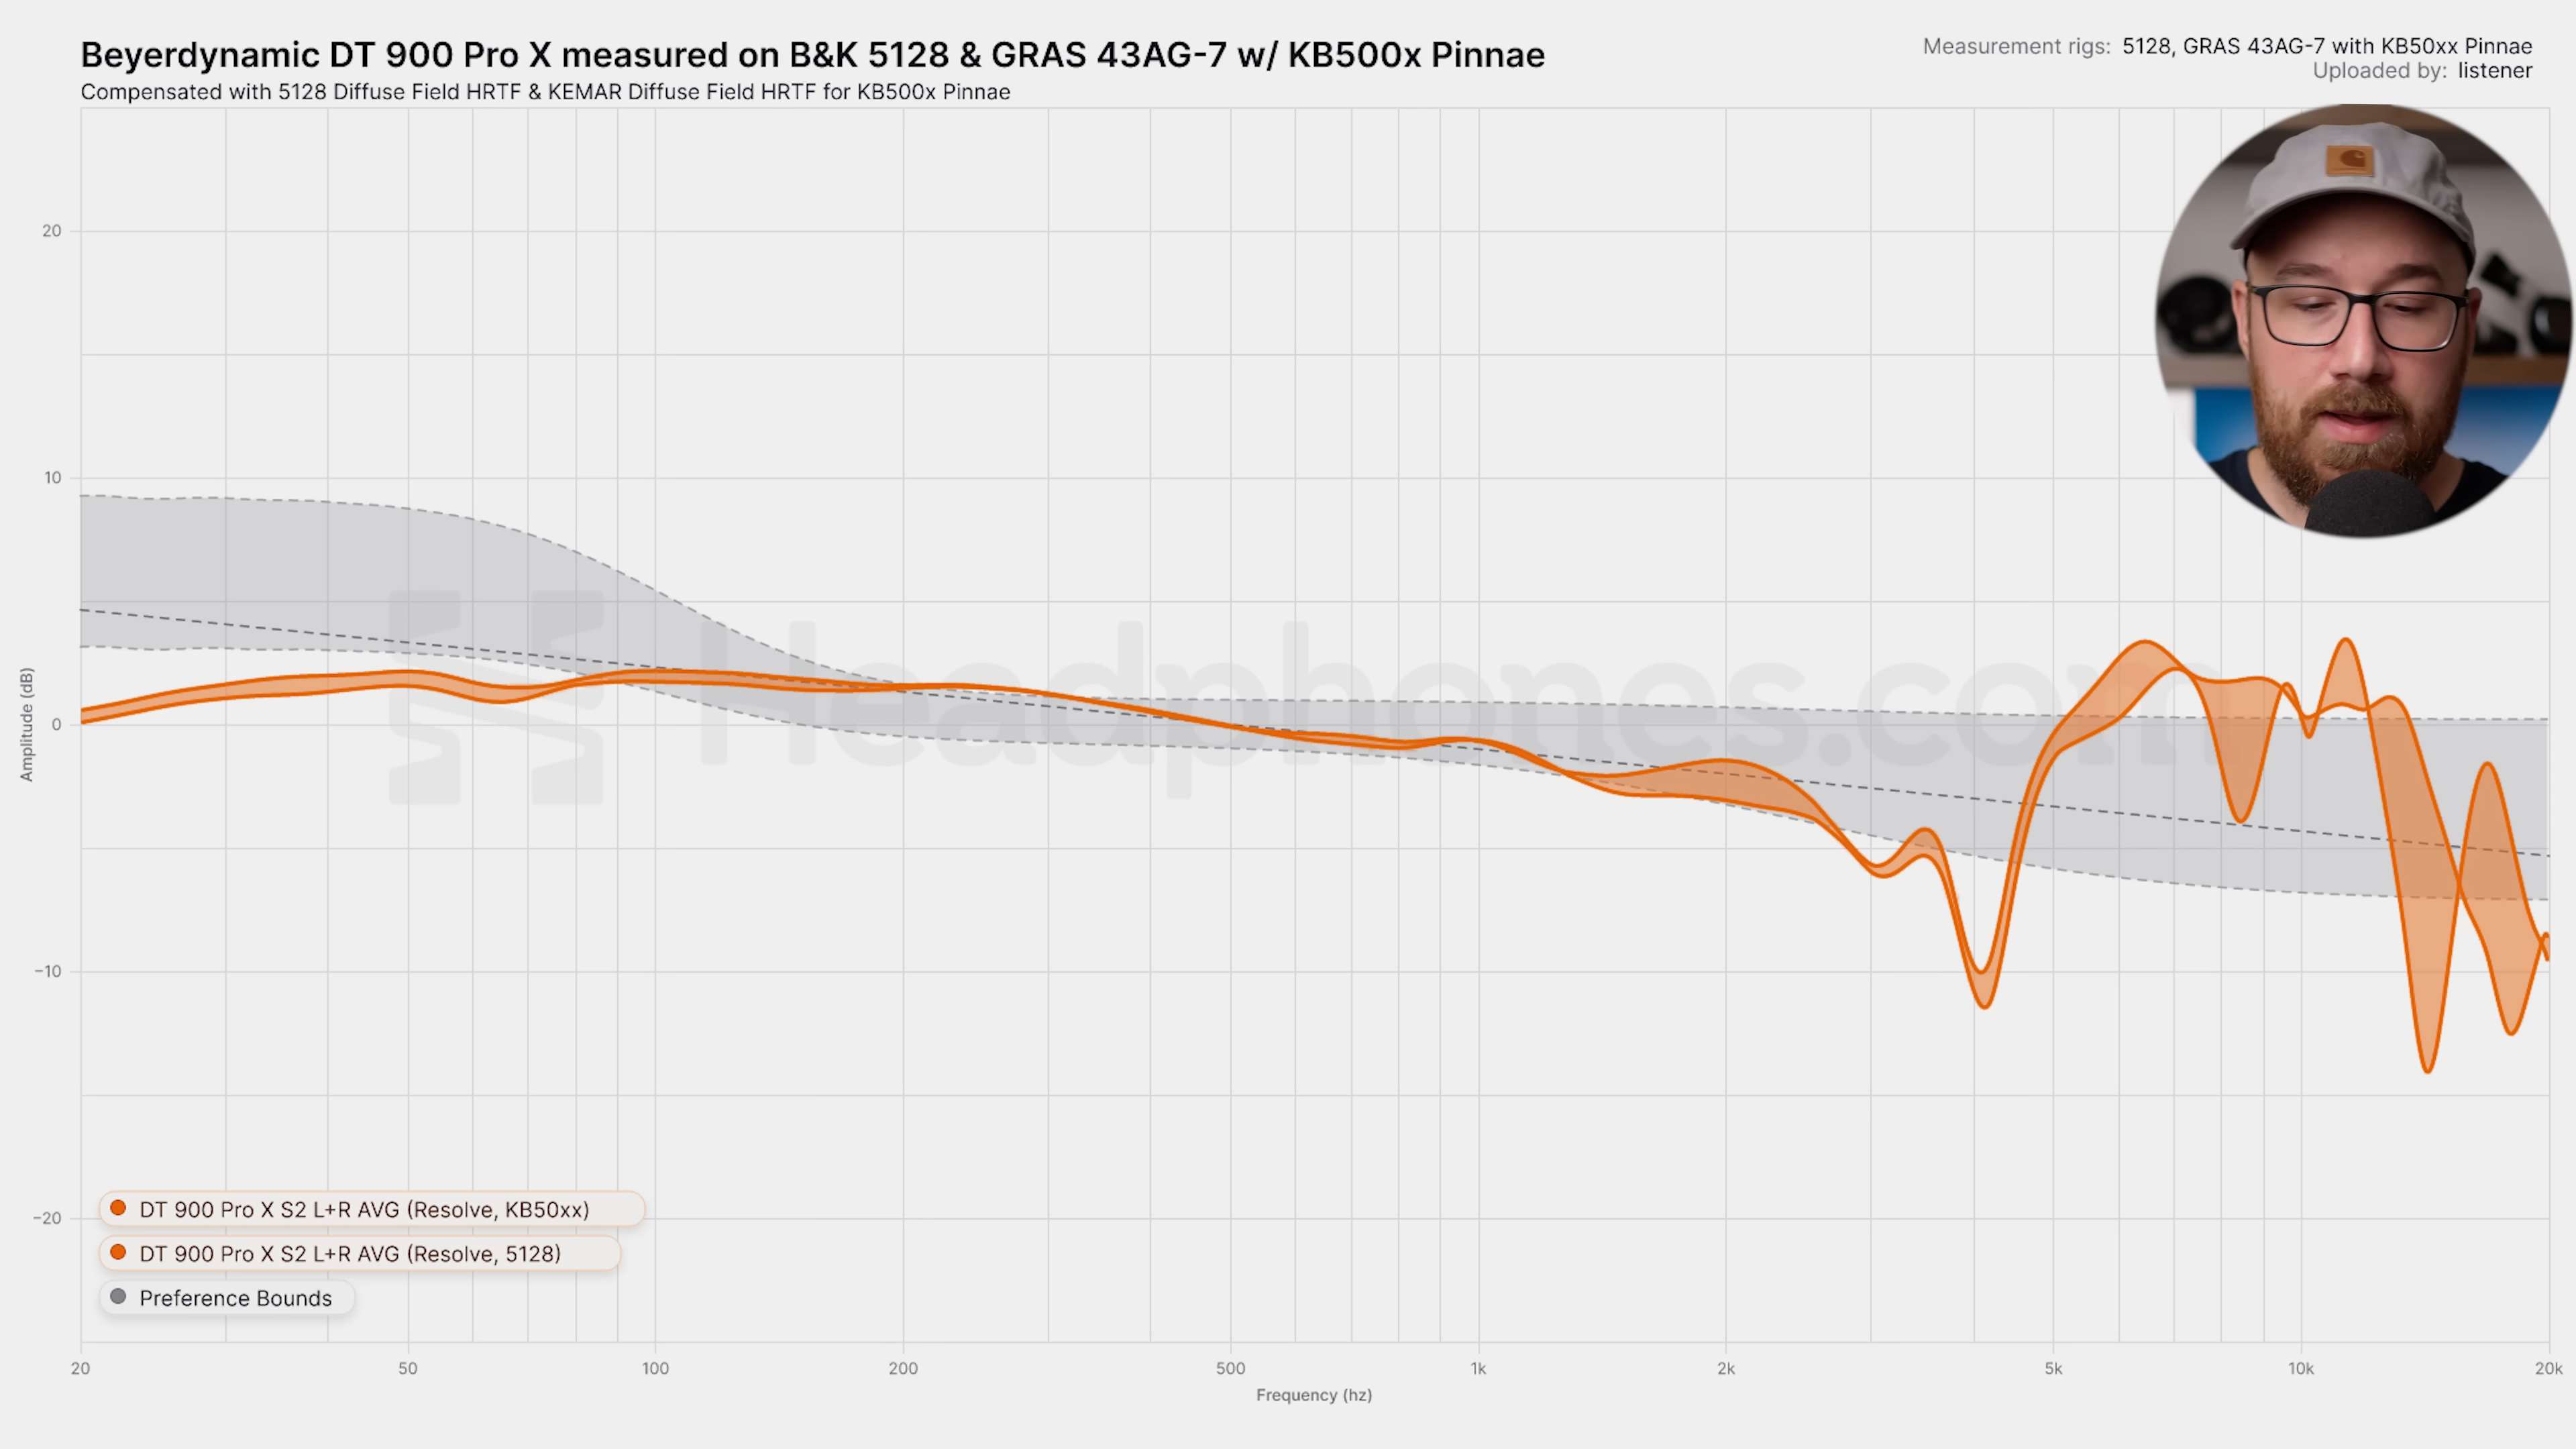 Beyerdynamic DT 900 Pro X measured on B&K 5128 & GRAS 43AG-7 w/ KB500x Pinnae
Compensated with 5128 Diffuse Field HRTF & KEMAR Diffuse Field HRTF for KB500x Pinnae
Measurement rigs: 5128, GRAS 43AG-7 with KB50xx Pinnae
Uploaded by: listener
20
10
0
−10
−20
Amplitude (dB)
Headphones.com
DT 900 Pro X S2 L+R AVG (Resolve, KB50xx)
DT 900 Pro X S2 L+R AVG (Resolve, 5128)
Preference Bounds
20 50 100 200 500 1k 2k 5k 10k 20k
Frequency (hz)